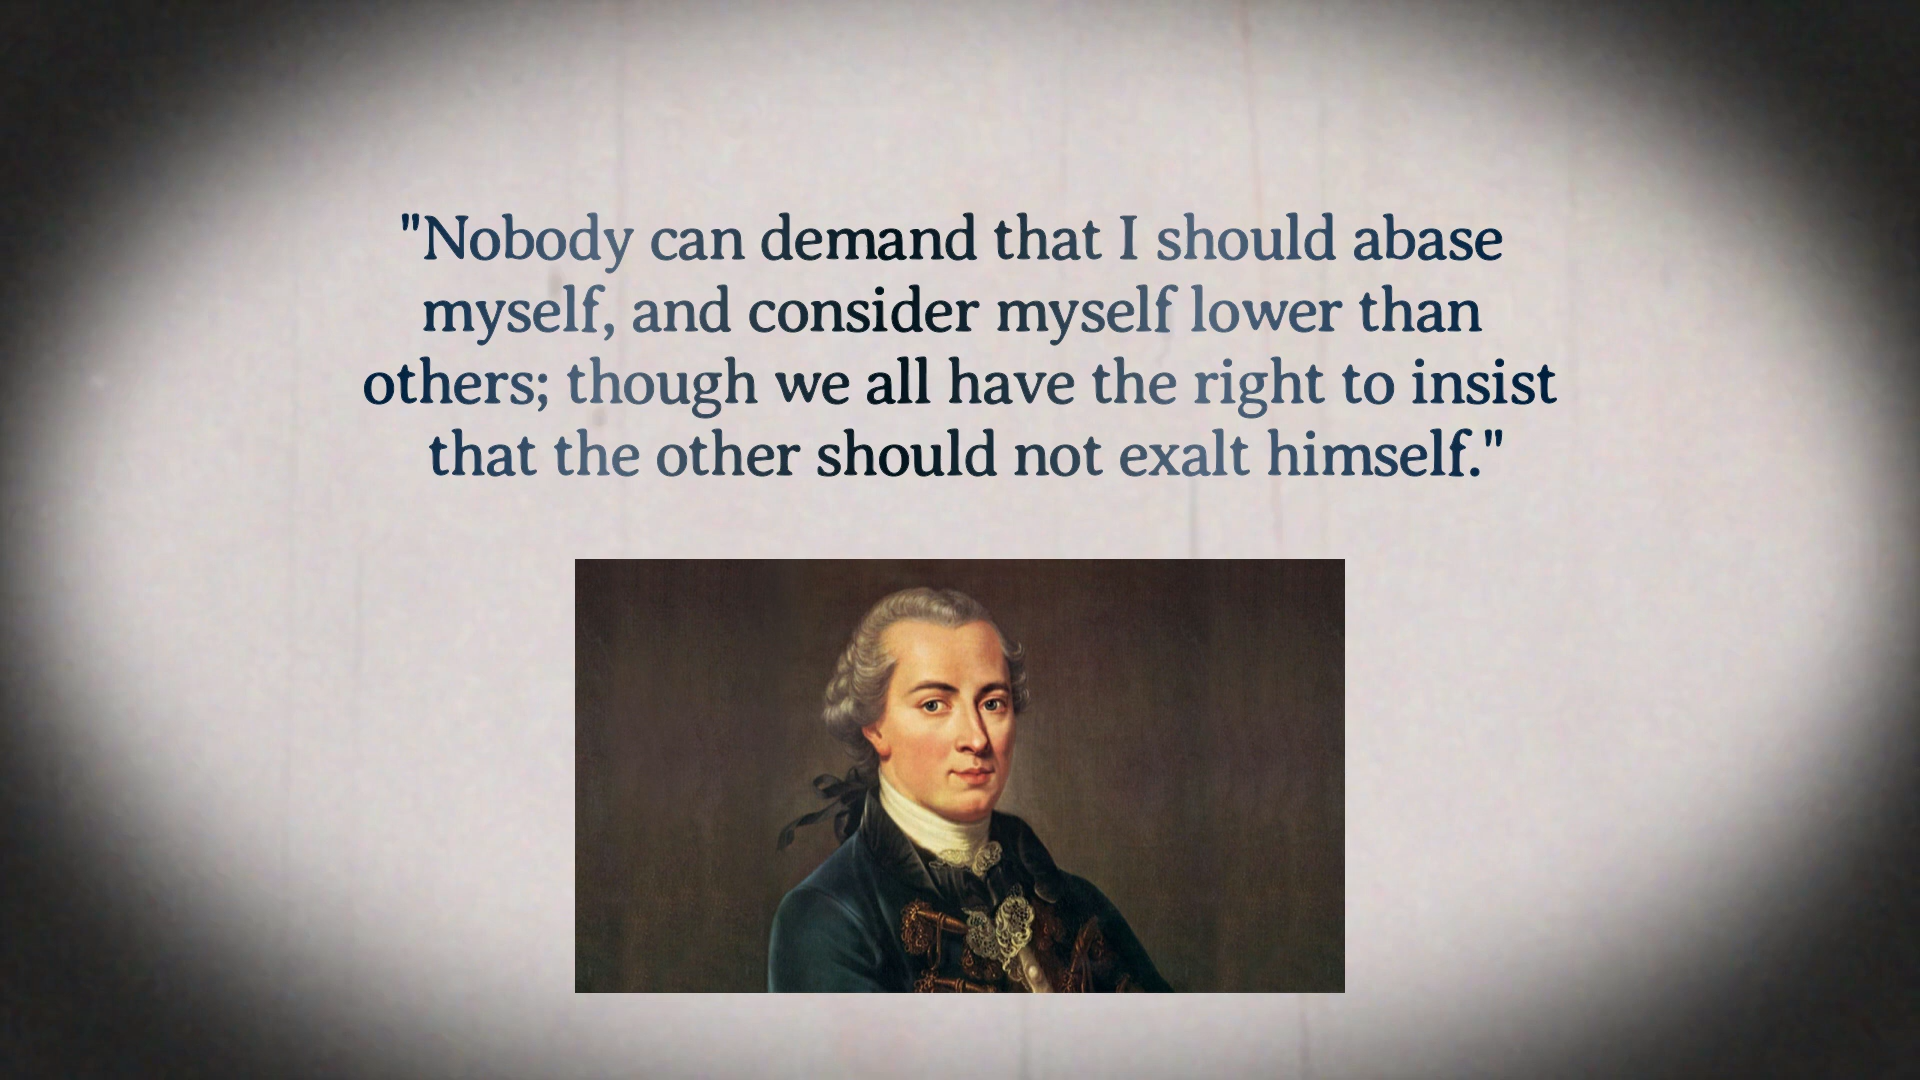 "Nobody can demand that I should abase
myself, and consider myself lower than
others; though we all have the right to insist
that the other should not exalt himself."